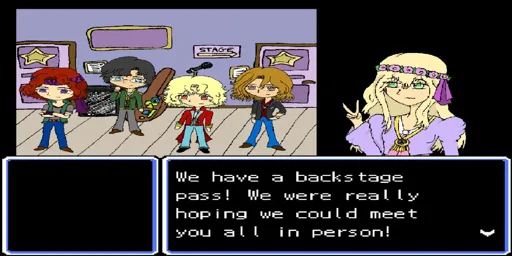 STAGE
We have a backstage
pass! We were really
hoping we could meet
you all in person!